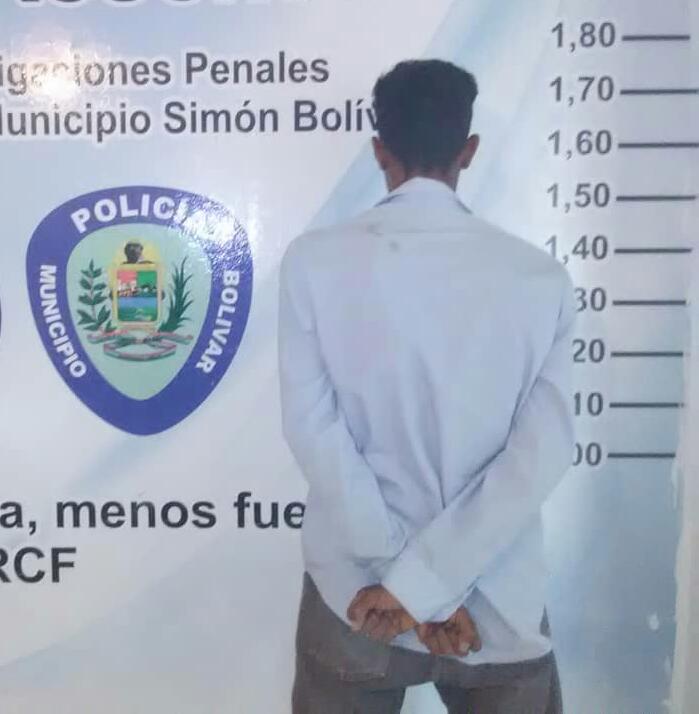 igaciones Penales
Municipio Simón Bolív
POLICIA
MUNICIPIO
BOLIVAR
a, menos fue
RCF
1,80
1,70
1,60
1,50
1,40
30
20
10
00